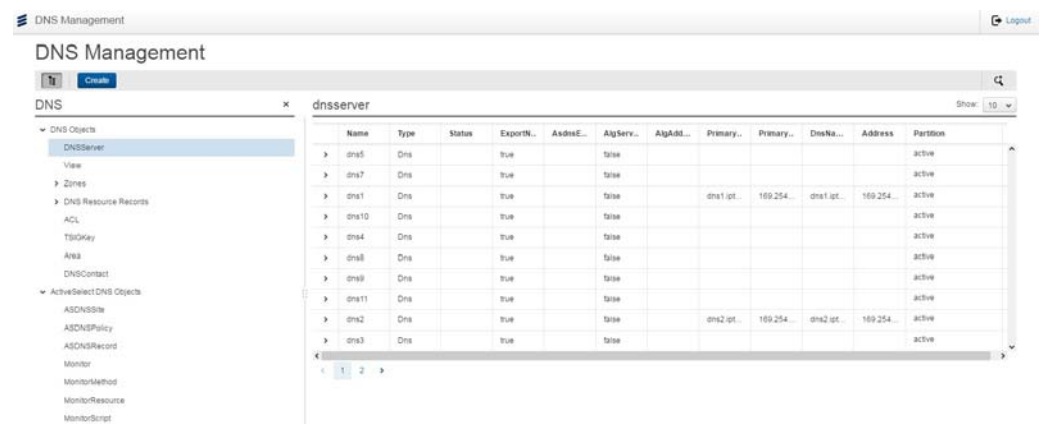 DNS Management
Logout
DNS Management
Create
DNS
dnsserver
Show: 10
DNS Objects
DNSServer
View
Zones
DNS Resource Records
ACL
TSIGKey
Area
DNSContact
ActiveSelect DNS Objects
ASDNSSite
ASDNSPolicy
ASDNSRecord
Monitor
MonitorMethod
MonitorResource
MonitorScript
Name Type Status ExportN... AsdnsE... AlgServ... AlgAdd... Primary... Primary... DnsNa... Address Partition
dns5 Dns true false active
dns7 Dns true false active
dns1 Dns true false dns1.ipt... 169.254... dns1.ipt... 169.254... active
dns10 Dns true false active
dns4 Dns true false active
dns8 Dns true false active
dns9 Dns true false active
dns11 Dns true false active
dns2 Dns true false dns2.ipt... 169.254... dns2.ipt... 169.254... active
dns3 Dns true false active
1 2